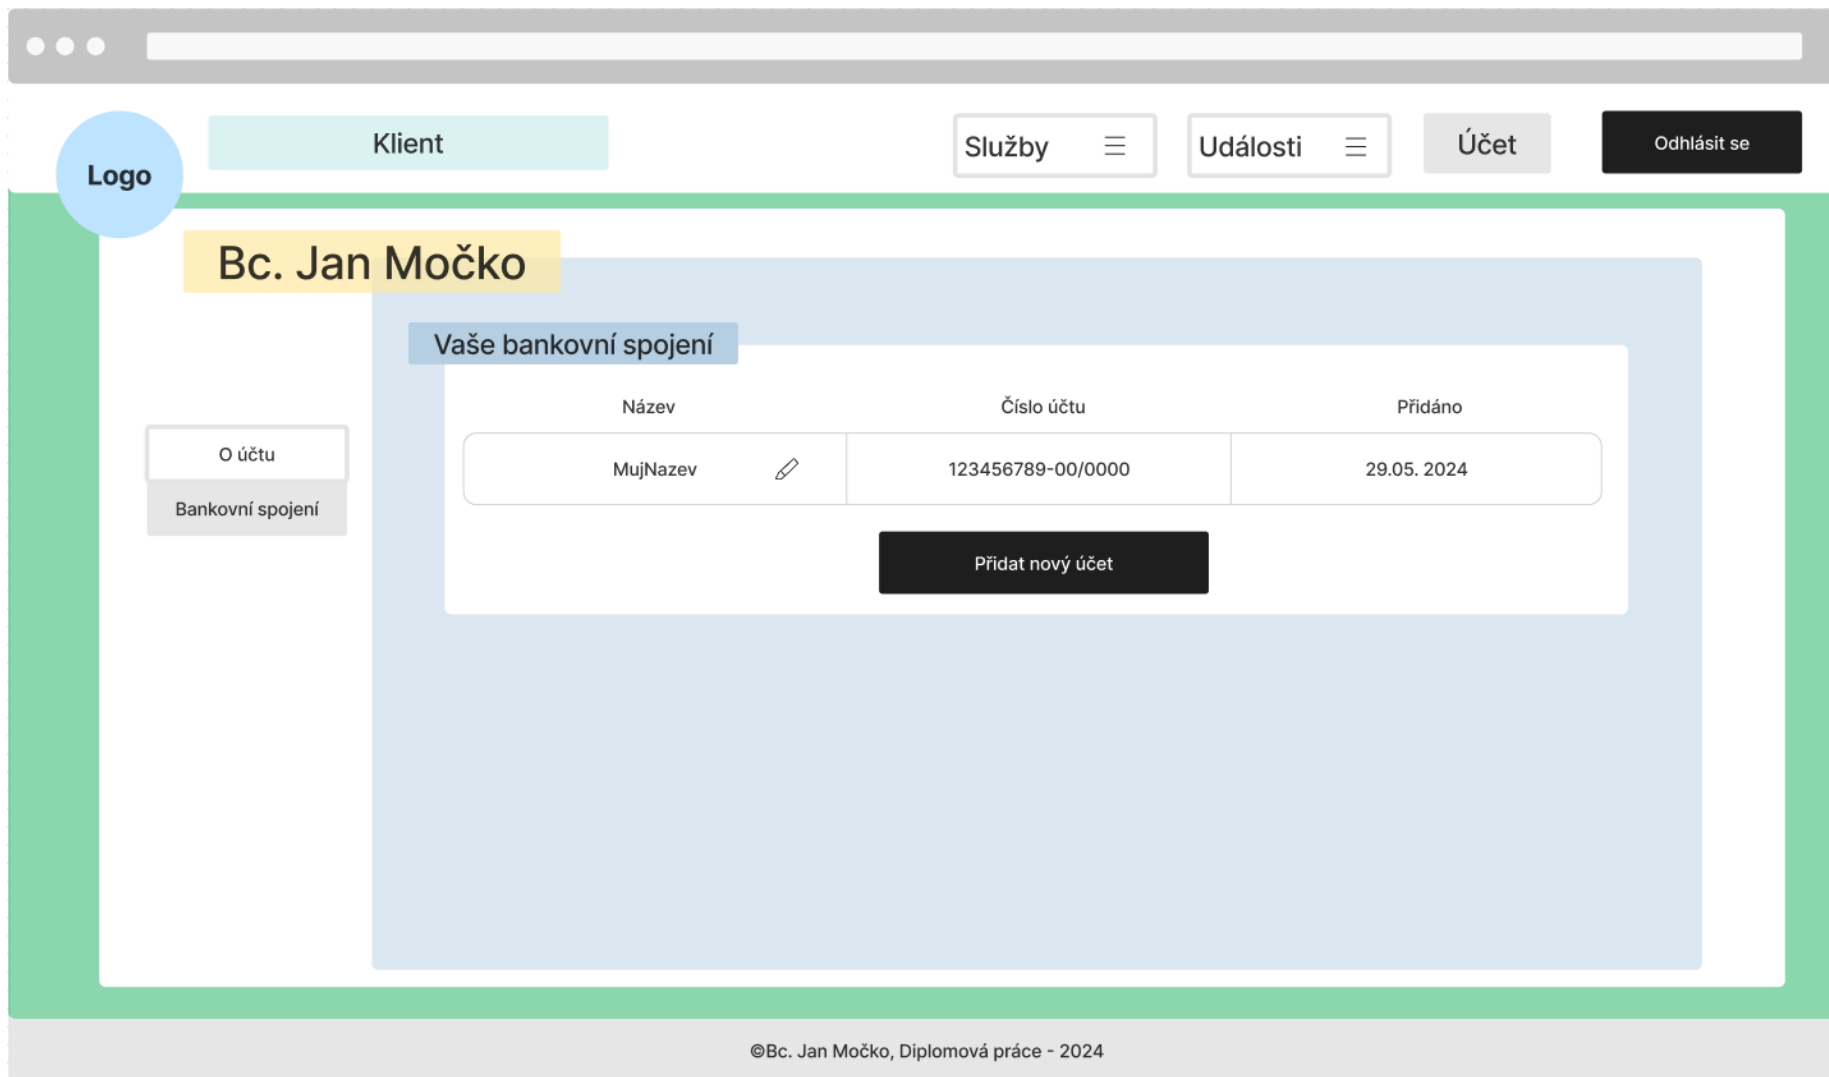 Logo
Klient
Služby
Události
Účet
Odhlásit se
Bc. Jan Močko
Vaše bankovní spojení
O účtu
Bankovní spojení
Název Číslo účtu Přidáno
MujNazev 123456789-00/0000 29.05. 2024
Přidat nový účet
©Bc. Jan Močko, Diplomová práce - 2024